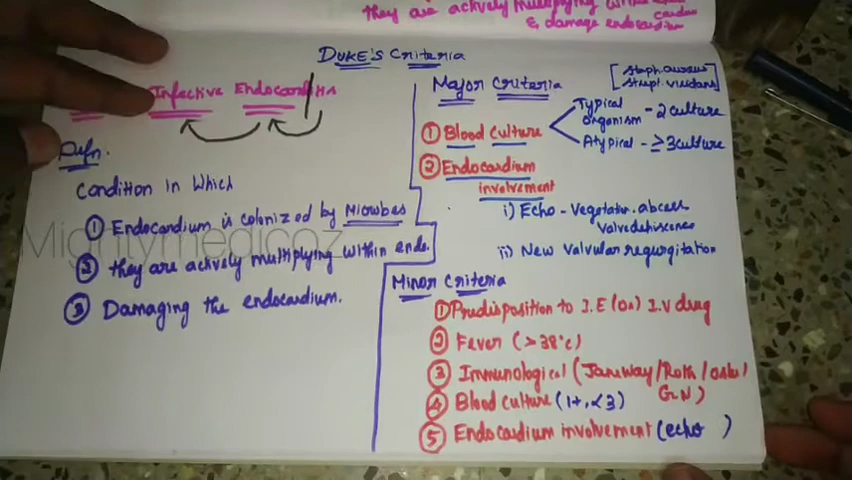 they are actively multiplying
& damage endocardium
DUKE'S Criteria
Infective Endocarditis
Defn.
Condition in Which
① Endocardium is colonized by Microbes
② they are actively multiplying within endo.
③ Damaging the endocardium.
Mightymedicoz
Major Criteria
[Staph. aureus
Strept. viridans]
① Blood Culture
Typical organism - 2 culture
Atypical - ≥3 culture
② Endocardium
involvement
i) Echo - Vegetation, abcess
valve dehiscence
ii) New valvular regurgitation
Minor Criteria
① Predisposition to I.E (or) I.V drug
② Fever (>38°C)
③ Immunological (Janeway/Roth/
GN)
④ Blood culture (1+, <3)
⑤ Endocardium involvement (echo )